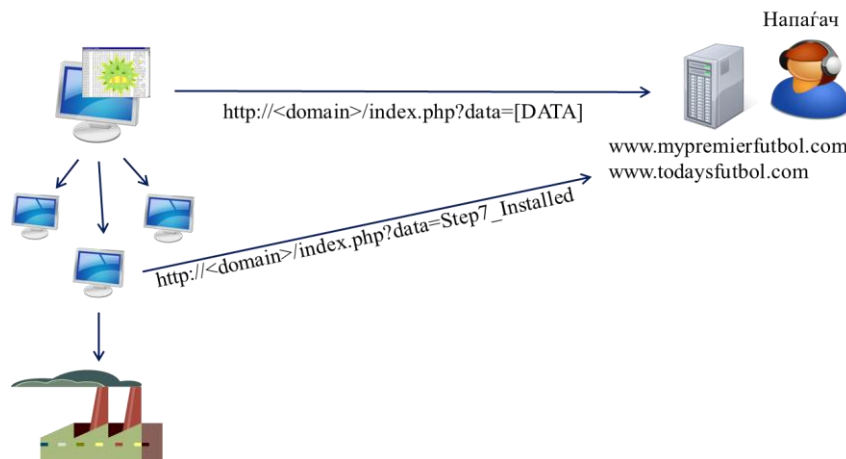 Напаѓач
http://<domain>/index.php?data=[DATA]
www.mypremierfutbol.com
www.todaysfutbol.com
http://<domain>/index.php?data=Step7_Installed